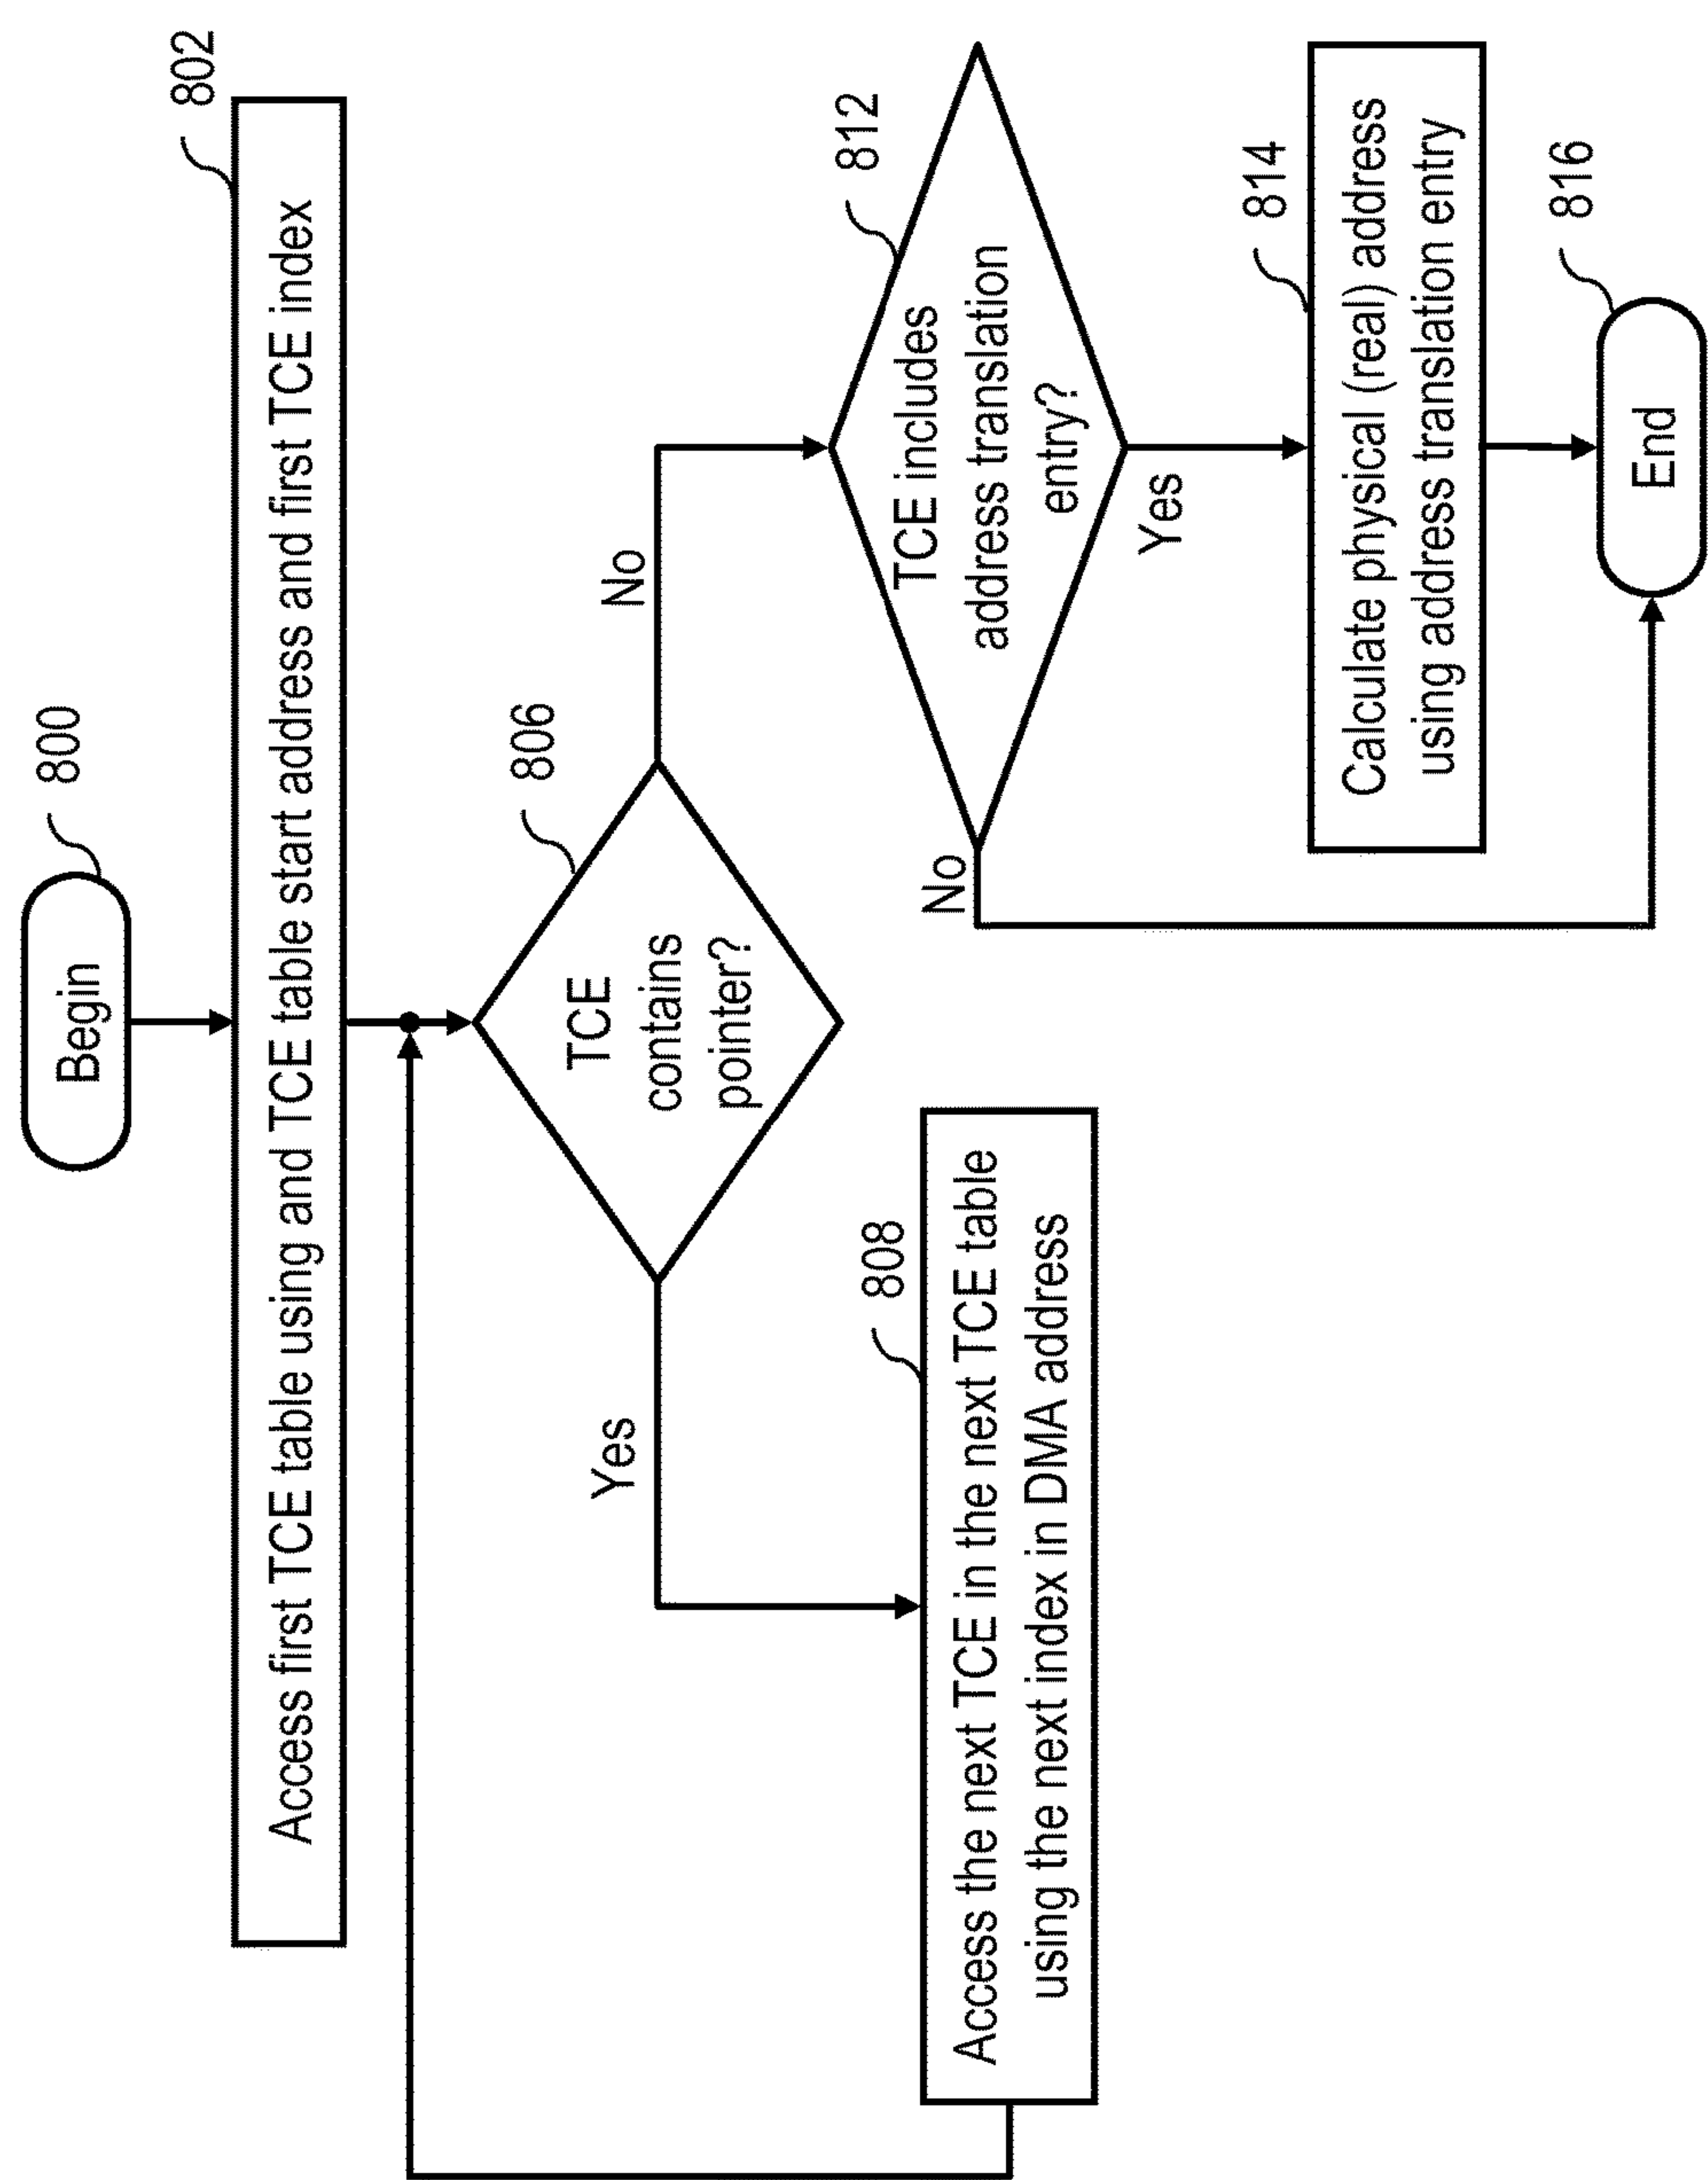 Begin
800
802
Access first TCE table using and TCE table start address and first TCE index
806
TCE
contains
pointer?
Yes
No
808
Access the next TCE in the next TCE table
using the next index in DMA address
812
TCE includes
address translation
entry?
No
Yes
814
Calculate physical (real) address
using address translation entry
816
End